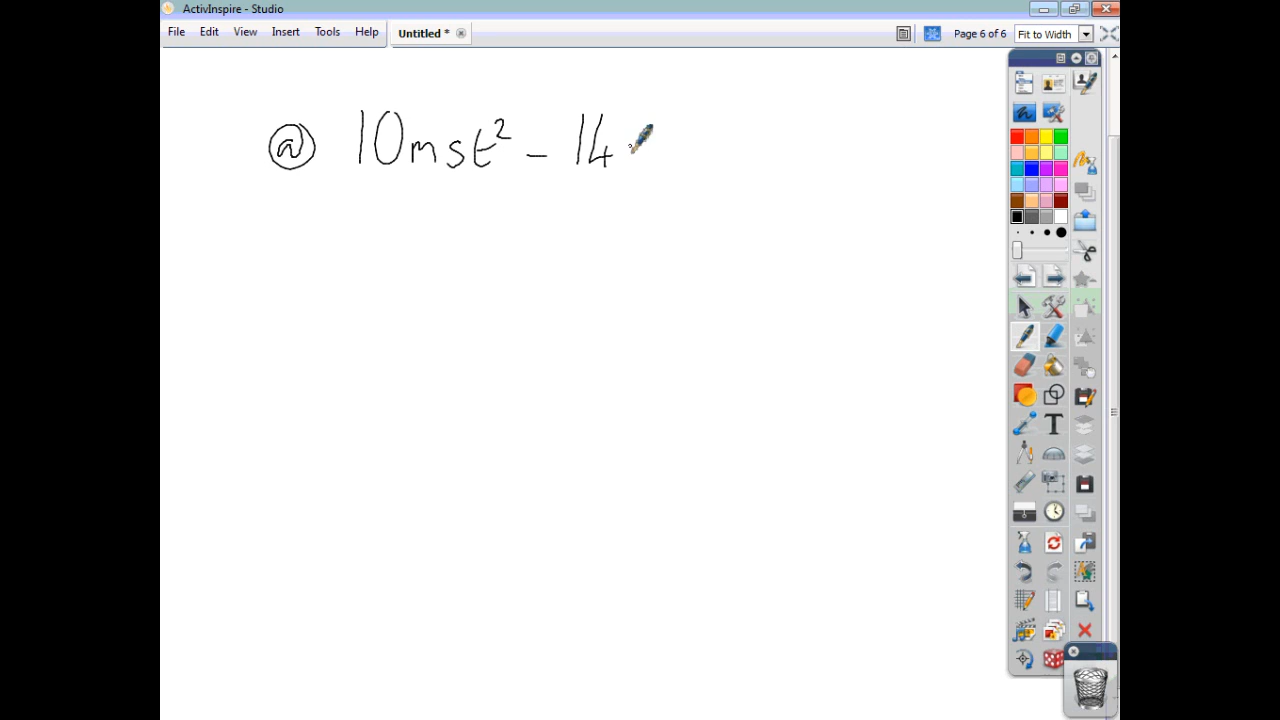 ActivInspire - Studio
File Edit View Insert Tools Help Untitled * Page 6 of 6 Fit to Width
ⓐ 10mst² - 14